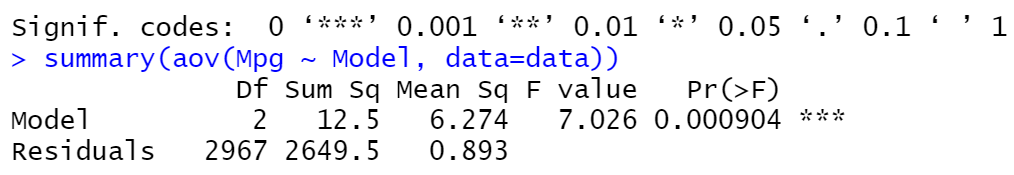 Signif. codes:  0 ‘***’ 0.001 ‘**’ 0.01 ‘*’ 0.05 ‘.’ 0.1 ‘ ’ 1
> summary(aov(Mpg ~ Model, data=data))
              Df Sum Sq Mean Sq F value   Pr(>F)
Model          2   12.5   6.274   7.026 0.000904 ***
Residuals   2967 2649.5   0.893